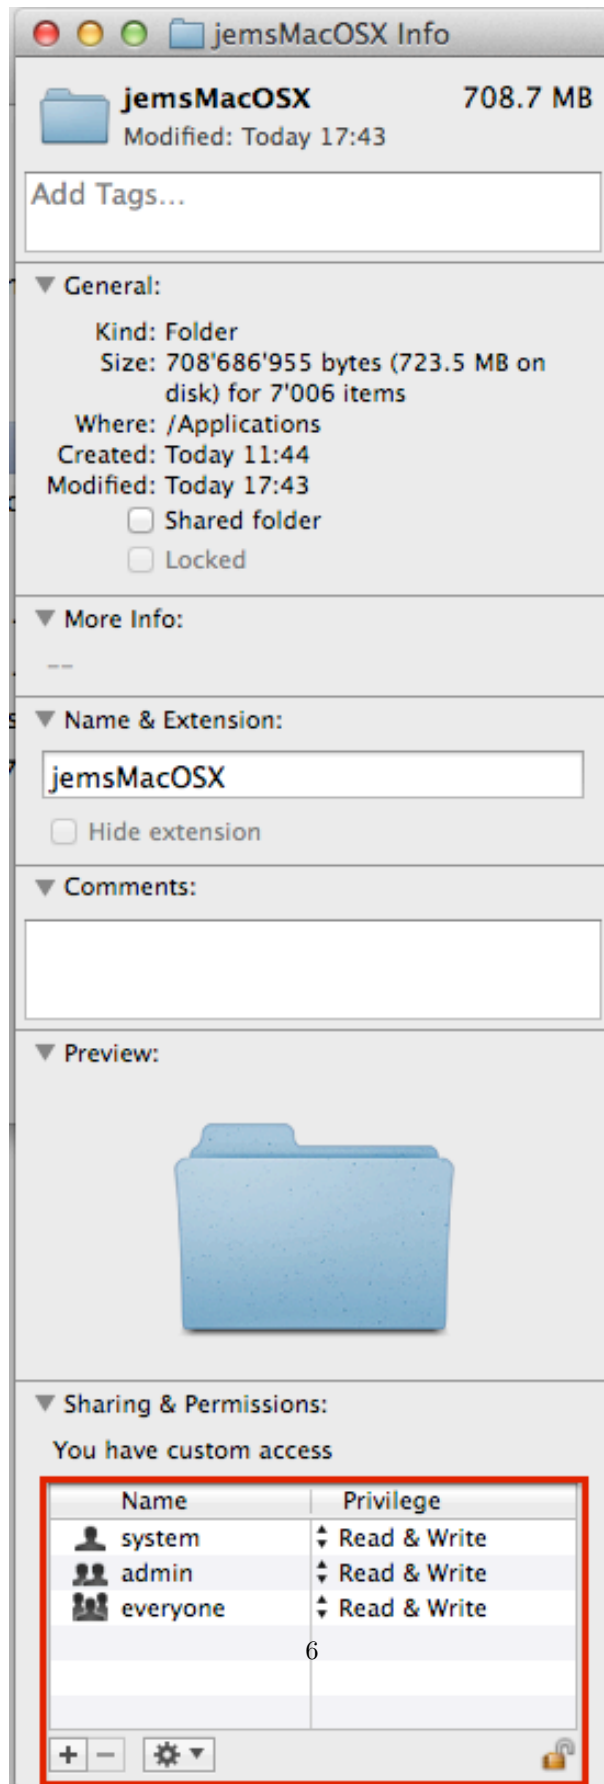 jemsMacOSX Info
jemsMacOSX 708.7 MB
Modified: Today 17:43
Add Tags...
General:
Kind: Folder
Size: 708'686'955 bytes (723.5 MB on
disk) for 7'006 items
Where: /Applications
Created: Today 11:44
Modified: Today 17:43
Shared folder
Locked
More Info:
--
Name & Extension:
jemsMacOSX
Hide extension
Comments:
Preview:
Sharing & Permissions:
You have custom access
Name Privilege
system Read & Write
admin Read & Write
everyone Read & Write
6